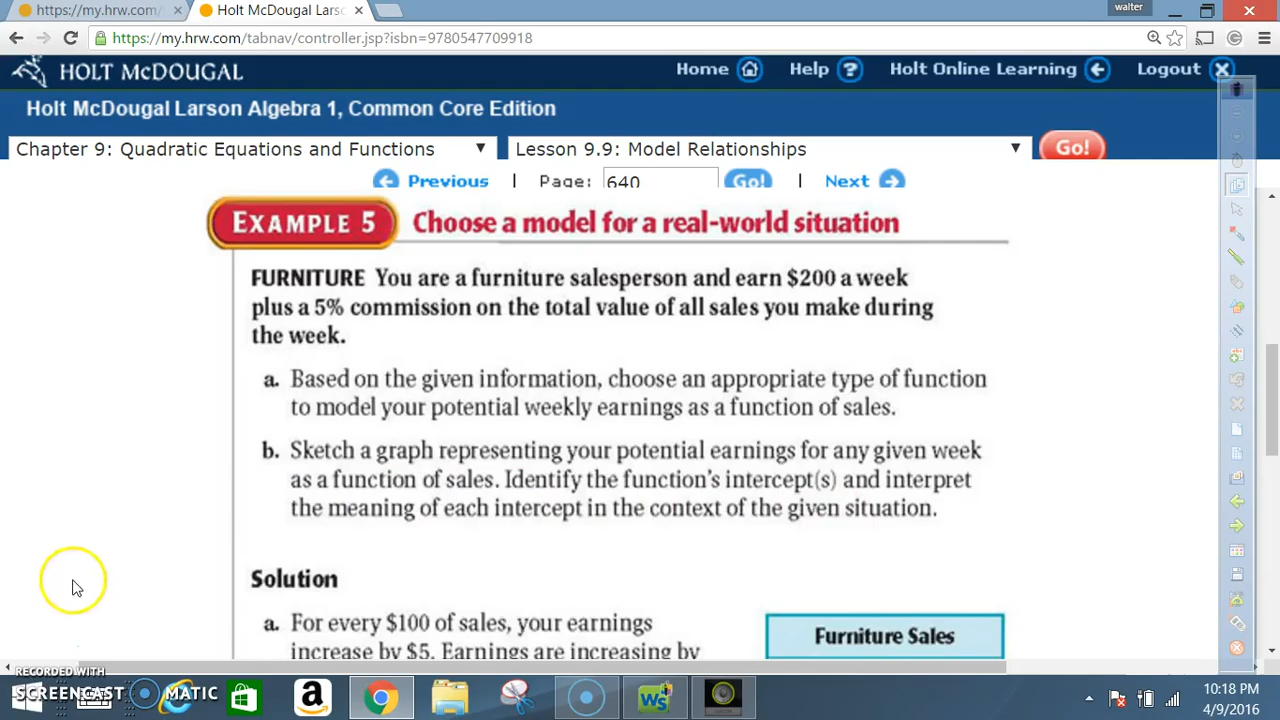 https://my.hrw.com/
Holt McDougal Lars
walter
https://my.hrw.com/tabnav/controller.jsp?isbn=9780547709918
HOLT McDOUGAL
Home
Help ?
Holt Online Learning
Logout X
Holt McDougal Larson Algebra 1, Common Core Edition
Chapter 9: Quadratic Equations and Functions
Lesson 9.9: Model Relationships
Go!
Previous | Page: 640 Go! | Next
EXAMPLE 5 Choose a model for a real-world situation
FURNITURE You are a furniture salesperson and earn $200 a week
plus a 5% commission on the total value of all sales you make during
the week.
a. Based on the given information, choose an appropriate type of function
to model your potential weekly earnings as a function of sales.
b. Sketch a graph representing your potential earnings for any given week
as a function of sales. Identify the function's intercept(s) and interpret
the meaning of each intercept in the context of the given situation.
Solution
a. For every $100 of sales, your earnings
increase by $5. Earnings are increasing by
Furniture Sales
RECORDED WITH
SCREENCAST MATIC
10:18 PM
4/9/2016